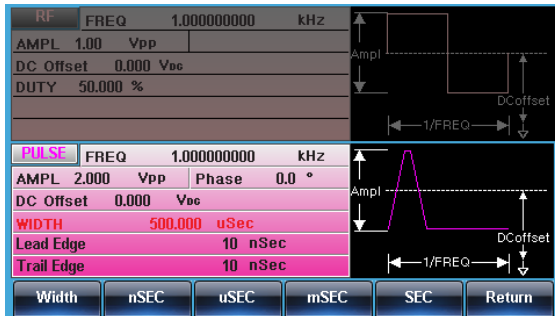 RF FREQ 1.000000000 kHz
AMPL 1.00 Vpp
DC Offset 0.000 VDC
DUTY 50.000 %
Ampl
DCoffset
1/FREQ
PULSE FREQ 1.000000000 kHz
AMPL 2.000 Vpp Phase 0.0 °
DC Offset 0.000 VDC
WIDTH 500.000 uSec
Lead Edge 10 nSec
Trail Edge 10 nSec
Ampl
DCoffset
1/FREQ
Width nSEC uSEC mSEC SEC Return